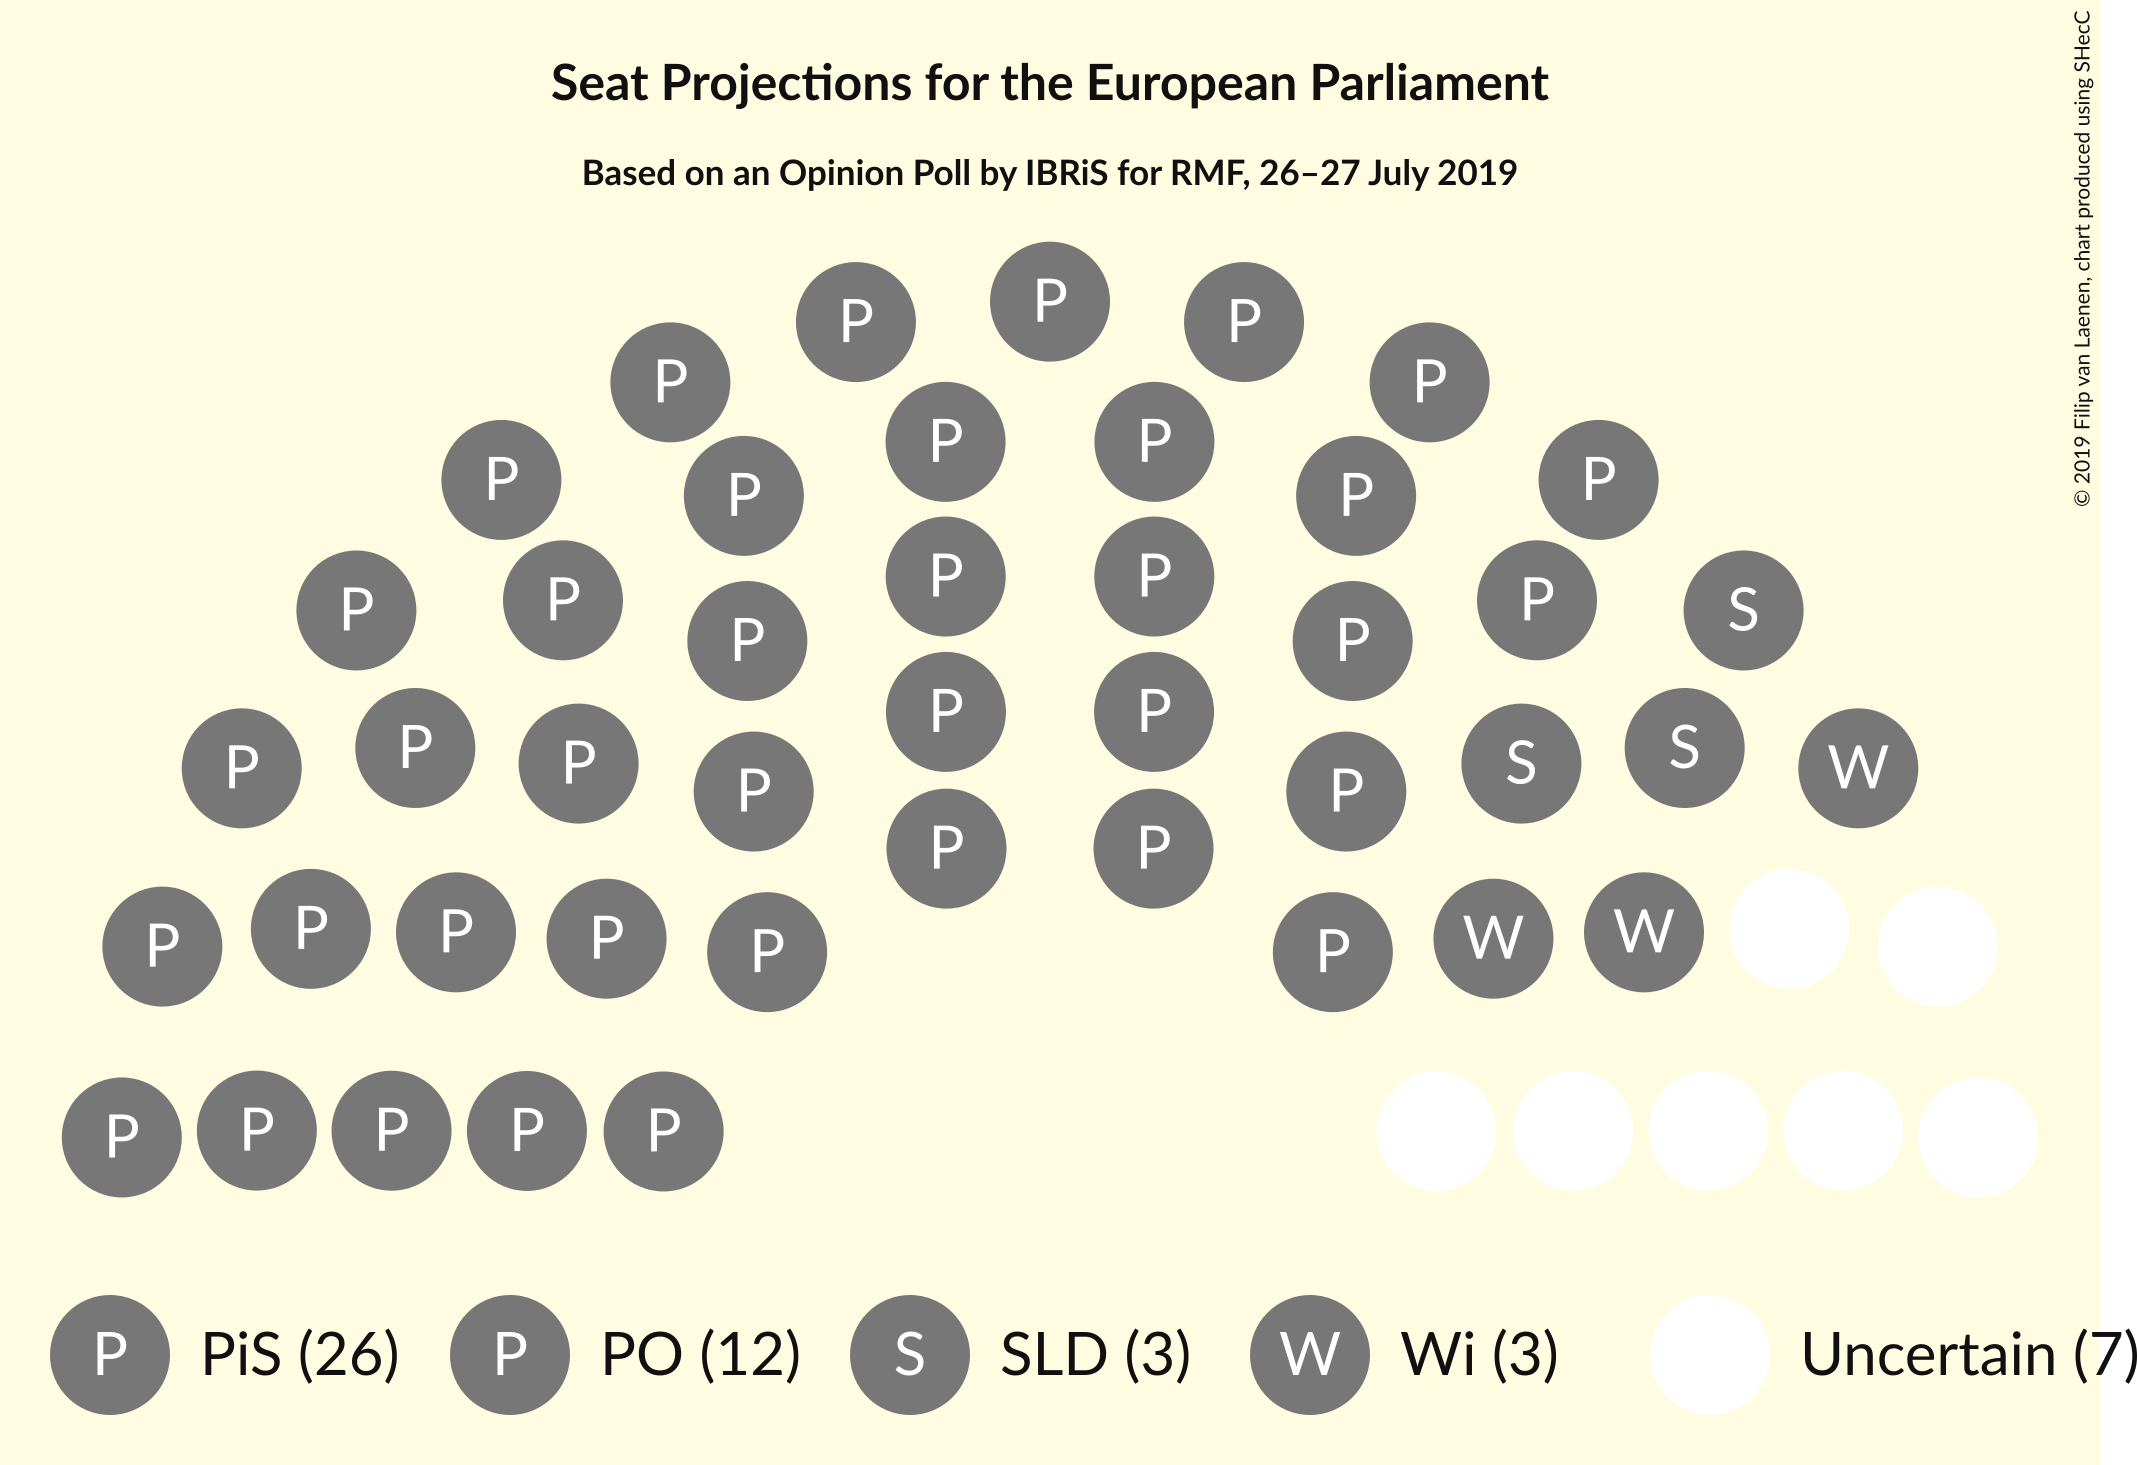 Seat Projections for the European Parliament
Based on an Opinion Poll by IBRiS for RMF, 26–27 July 2019
© 2019 Filip van Laenen, chart produced using SHecC
P
P P
P P
P P
P P
P P
P P
P P
P P
P S
P P
P P
P S S
P P W
P P
P P
P P P W W
P P P
P P P P P
P PiS (26) P PO (12) S SLD (3) W Wi (3) Uncertain (7)